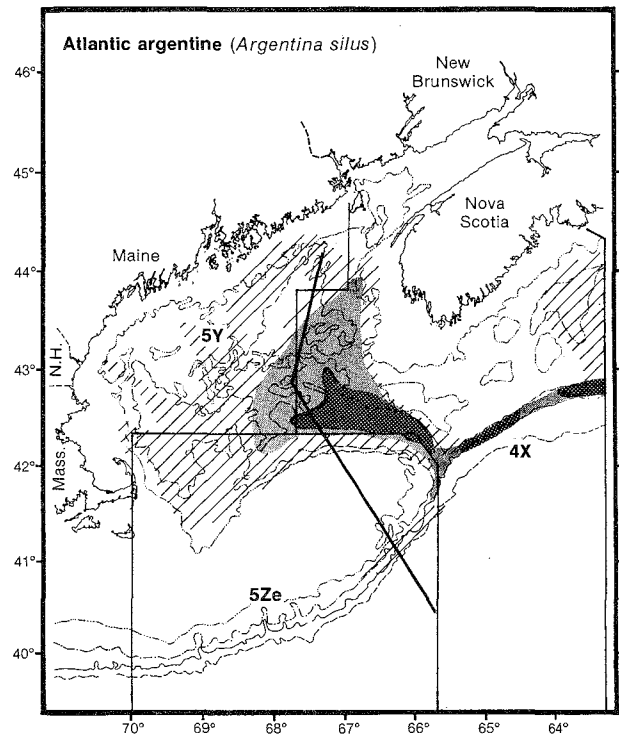 Atlantic argentine (Argentina silus)
New
Brunswick
46°
45°
Nova
Scotia
Maine
44°
5Y
N.H.
43°
Mass.
42°
4X
41°
5Ze
40°
70° 69° 68° 67° 66° 65° 64°